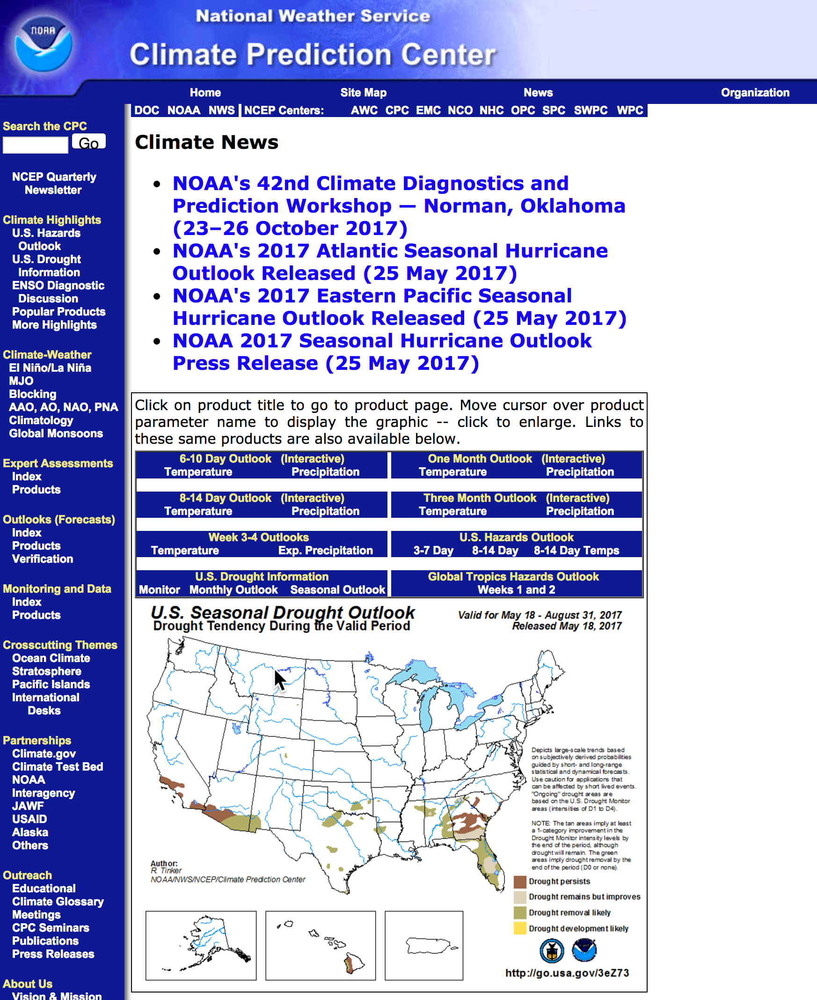 NOAA
National Weather Service
Climate Prediction Center
Home Site Map News Organization
DOC NOAA NWS NCEP Centers: AWC CPC EMC NCO NHC OPC SPC SWPC WPC
Search the CPC
Go
NCEP Quarterly
Newsletter
Climate Highlights
U.S. Hazards
Outlook
U.S. Drought
Information
ENSO Diagnostic
Discussion
Popular Products
More Highlights
Climate-Weather
El Niño/La Niña
MJO
Blocking
AAO, AO, NAO, PNA
Climatology
Global Monsoons
Expert Assessments
Index
Products
Outlooks (Forecasts)
Index
Products
Verification
Monitoring and Data
Index
Products
Crosscutting Themes
Ocean Climate
Stratosphere
Pacific Islands
International
Desks
Partnerships
Climate.gov
Climate Test Bed
NOAA
Interagency
JAWF
USAID
Alaska
Others
Outreach
Educational
Climate Glossary
Meetings
CPC Seminars
Publications
Press Releases
About Us
Vision & Mission
Climate News
• NOAA's 42nd Climate Diagnostics and
Prediction Workshop — Norman, Oklahoma
(23–26 October 2017)
• NOAA's 2017 Atlantic Seasonal Hurricane
Outlook Released (25 May 2017)
• NOAA's 2017 Eastern Pacific Seasonal
Hurricane Outlook Released (25 May 2017)
• NOAA 2017 Seasonal Hurricane Outlook
Press Release (25 May 2017)
Click on product title to go to product page. Move cursor over product
parameter name to display the graphic -- click to enlarge. Links to
these same products are also available below.
6-10 Day Outlook (Interactive)
Temperature Precipitation
One Month Outlook (Interactive)
Temperature Precipitation
8-14 Day Outlook (Interactive)
Temperature Precipitation
Three Month Outlook (Interactive)
Temperature Precipitation
Week 3-4 Outlooks
Temperature Exp. Precipitation
U.S. Hazards Outlook
3-7 Day 8-14 Day 8-14 Day Temps
U.S. Drought Information
Monitor Monthly Outlook Seasonal Outlook
Global Tropics Hazards Outlook
Weeks 1 and 2
U.S. Seasonal Drought Outlook
Drought Tendency During the Valid Period
Valid for May 18 - August 31, 2017
Released May 18, 2017
Depicts large-scale trends based
on subjectively derived probabilities
guided by short- and long-range
statistical and dynamical forecasts.
Use caution for applications that
can be affected by short lived events.
"Ongoing" drought areas are
based on the U.S. Drought Monitor
areas (intensities of D1 to D4).
NOTE: The tan areas imply at least
a 1-category improvement in the
Drought Monitor intensity levels by
the end of the period, although
drought will remain. The green
areas imply drought removal by the
end of the period (D0 or none).
Author:
R. Tinker
NOAA/NWS/NCEP/Climate Prediction Center
Drought persists
Drought remains but improves
Drought removal likely
Drought development likely
http://go.usa.gov/3eZ73